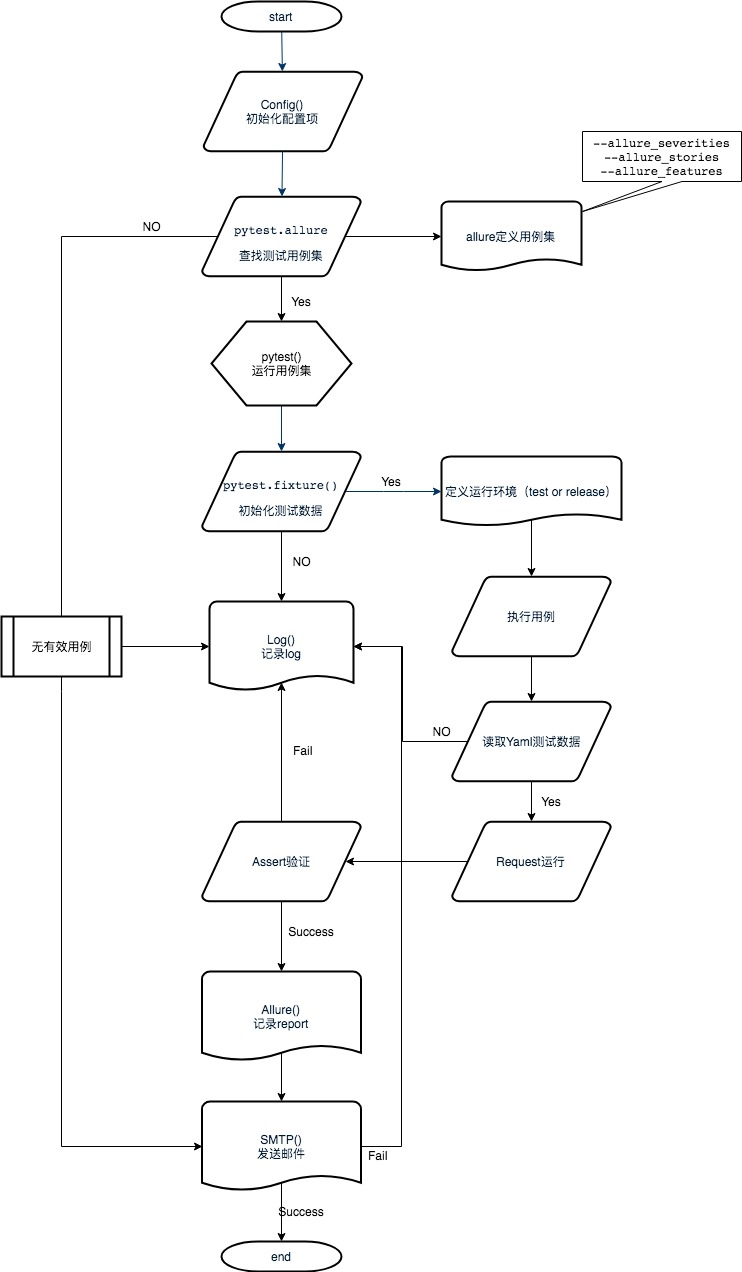 start
Config()
初始化配置项
--allure_severities
--allure_stories
--allure_features
NO
pytest.allure
查找测试用例集
allure定义用例集
Yes
pytest()
运行用例集
pytest.fixture()
初始化测试数据
Yes
定义运行环境（test or release）
NO
执行用例
无有效用例
Log()
记录log
NO
读取Yaml测试数据
Fail
Yes
Assert验证
Request运行
Success
Allure()
记录report
SMTP()
发送邮件
Fail
Success
end